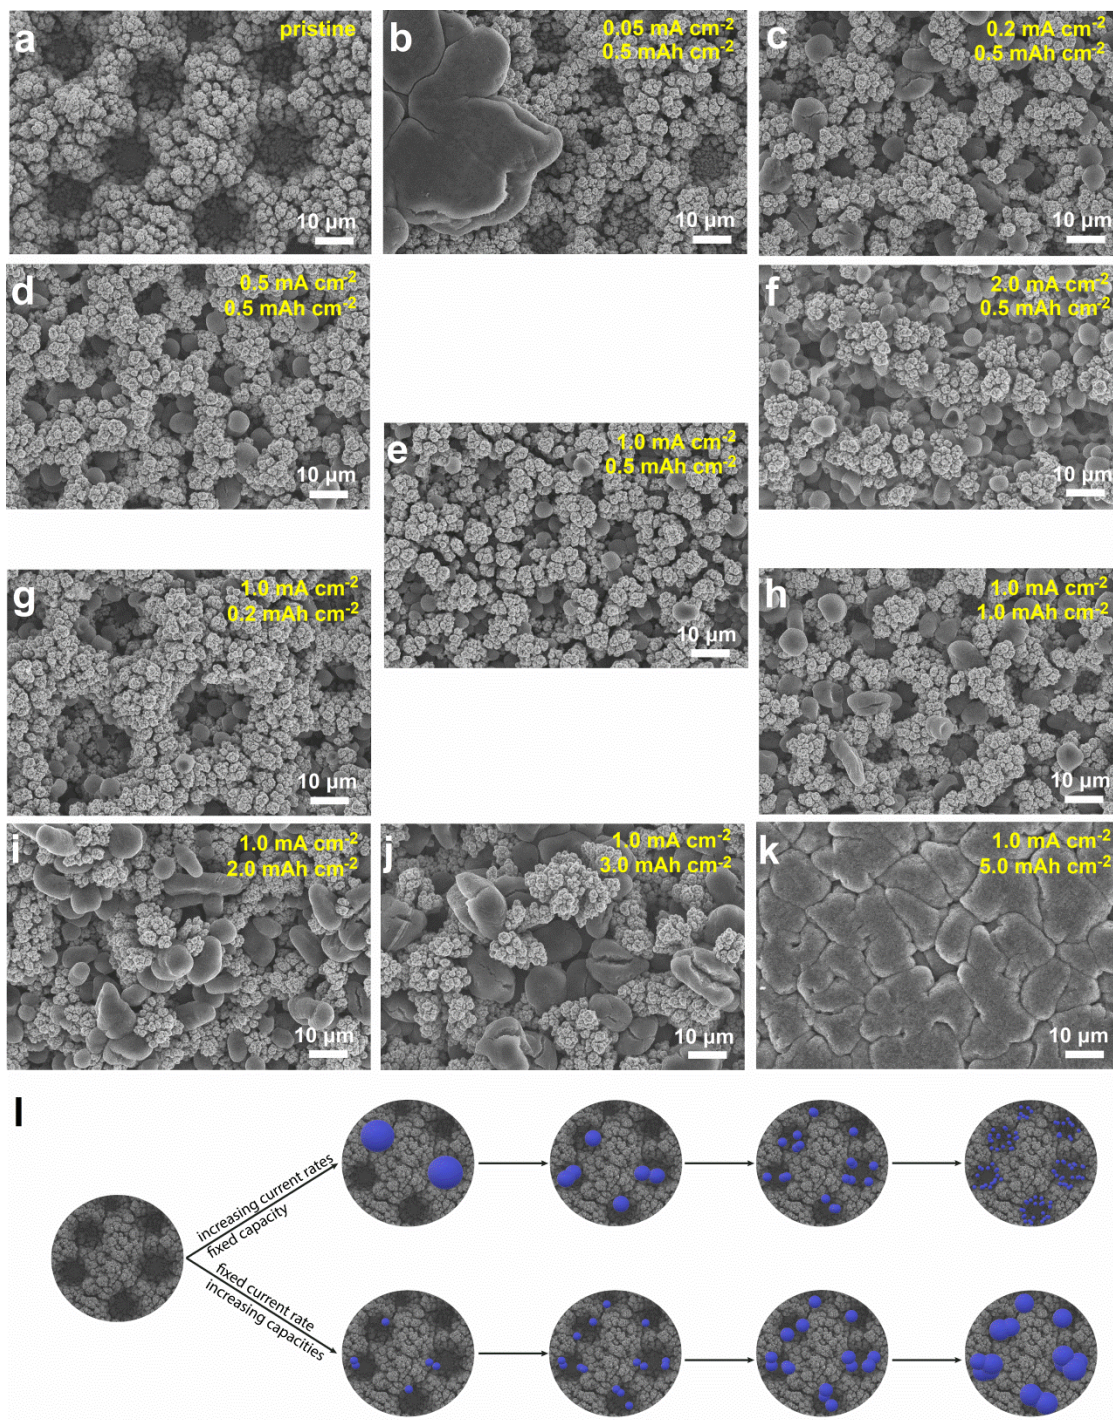 a
pristine
10 µm
b
0.05 mA cm-2
0.5 mAh cm-2
10 µm
c
0.2 mA cm-2
0.5 mAh cm-2
10 µm
d
0.5 mA cm-2
0.5 mAh cm-2
10 µm
f
2.0 mA cm-2
0.5 mAh cm-2
10 µm
e
1.0 mA cm-2
0.5 mAh cm-2
10 µm
g
1.0 mA cm-2
0.2 mAh cm-2
10 µm
h
1.0 mA cm-2
1.0 mAh cm-2
10 µm
i
1.0 mA cm-2
2.0 mAh cm-2
10 µm
j
1.0 mA cm-2
3.0 mAh cm-2
10 µm
k
1.0 mA cm-2
5.0 mAh cm-2
10 µm
l
increasing current rates
fixed capacity
fixed current rate
increasing capacities